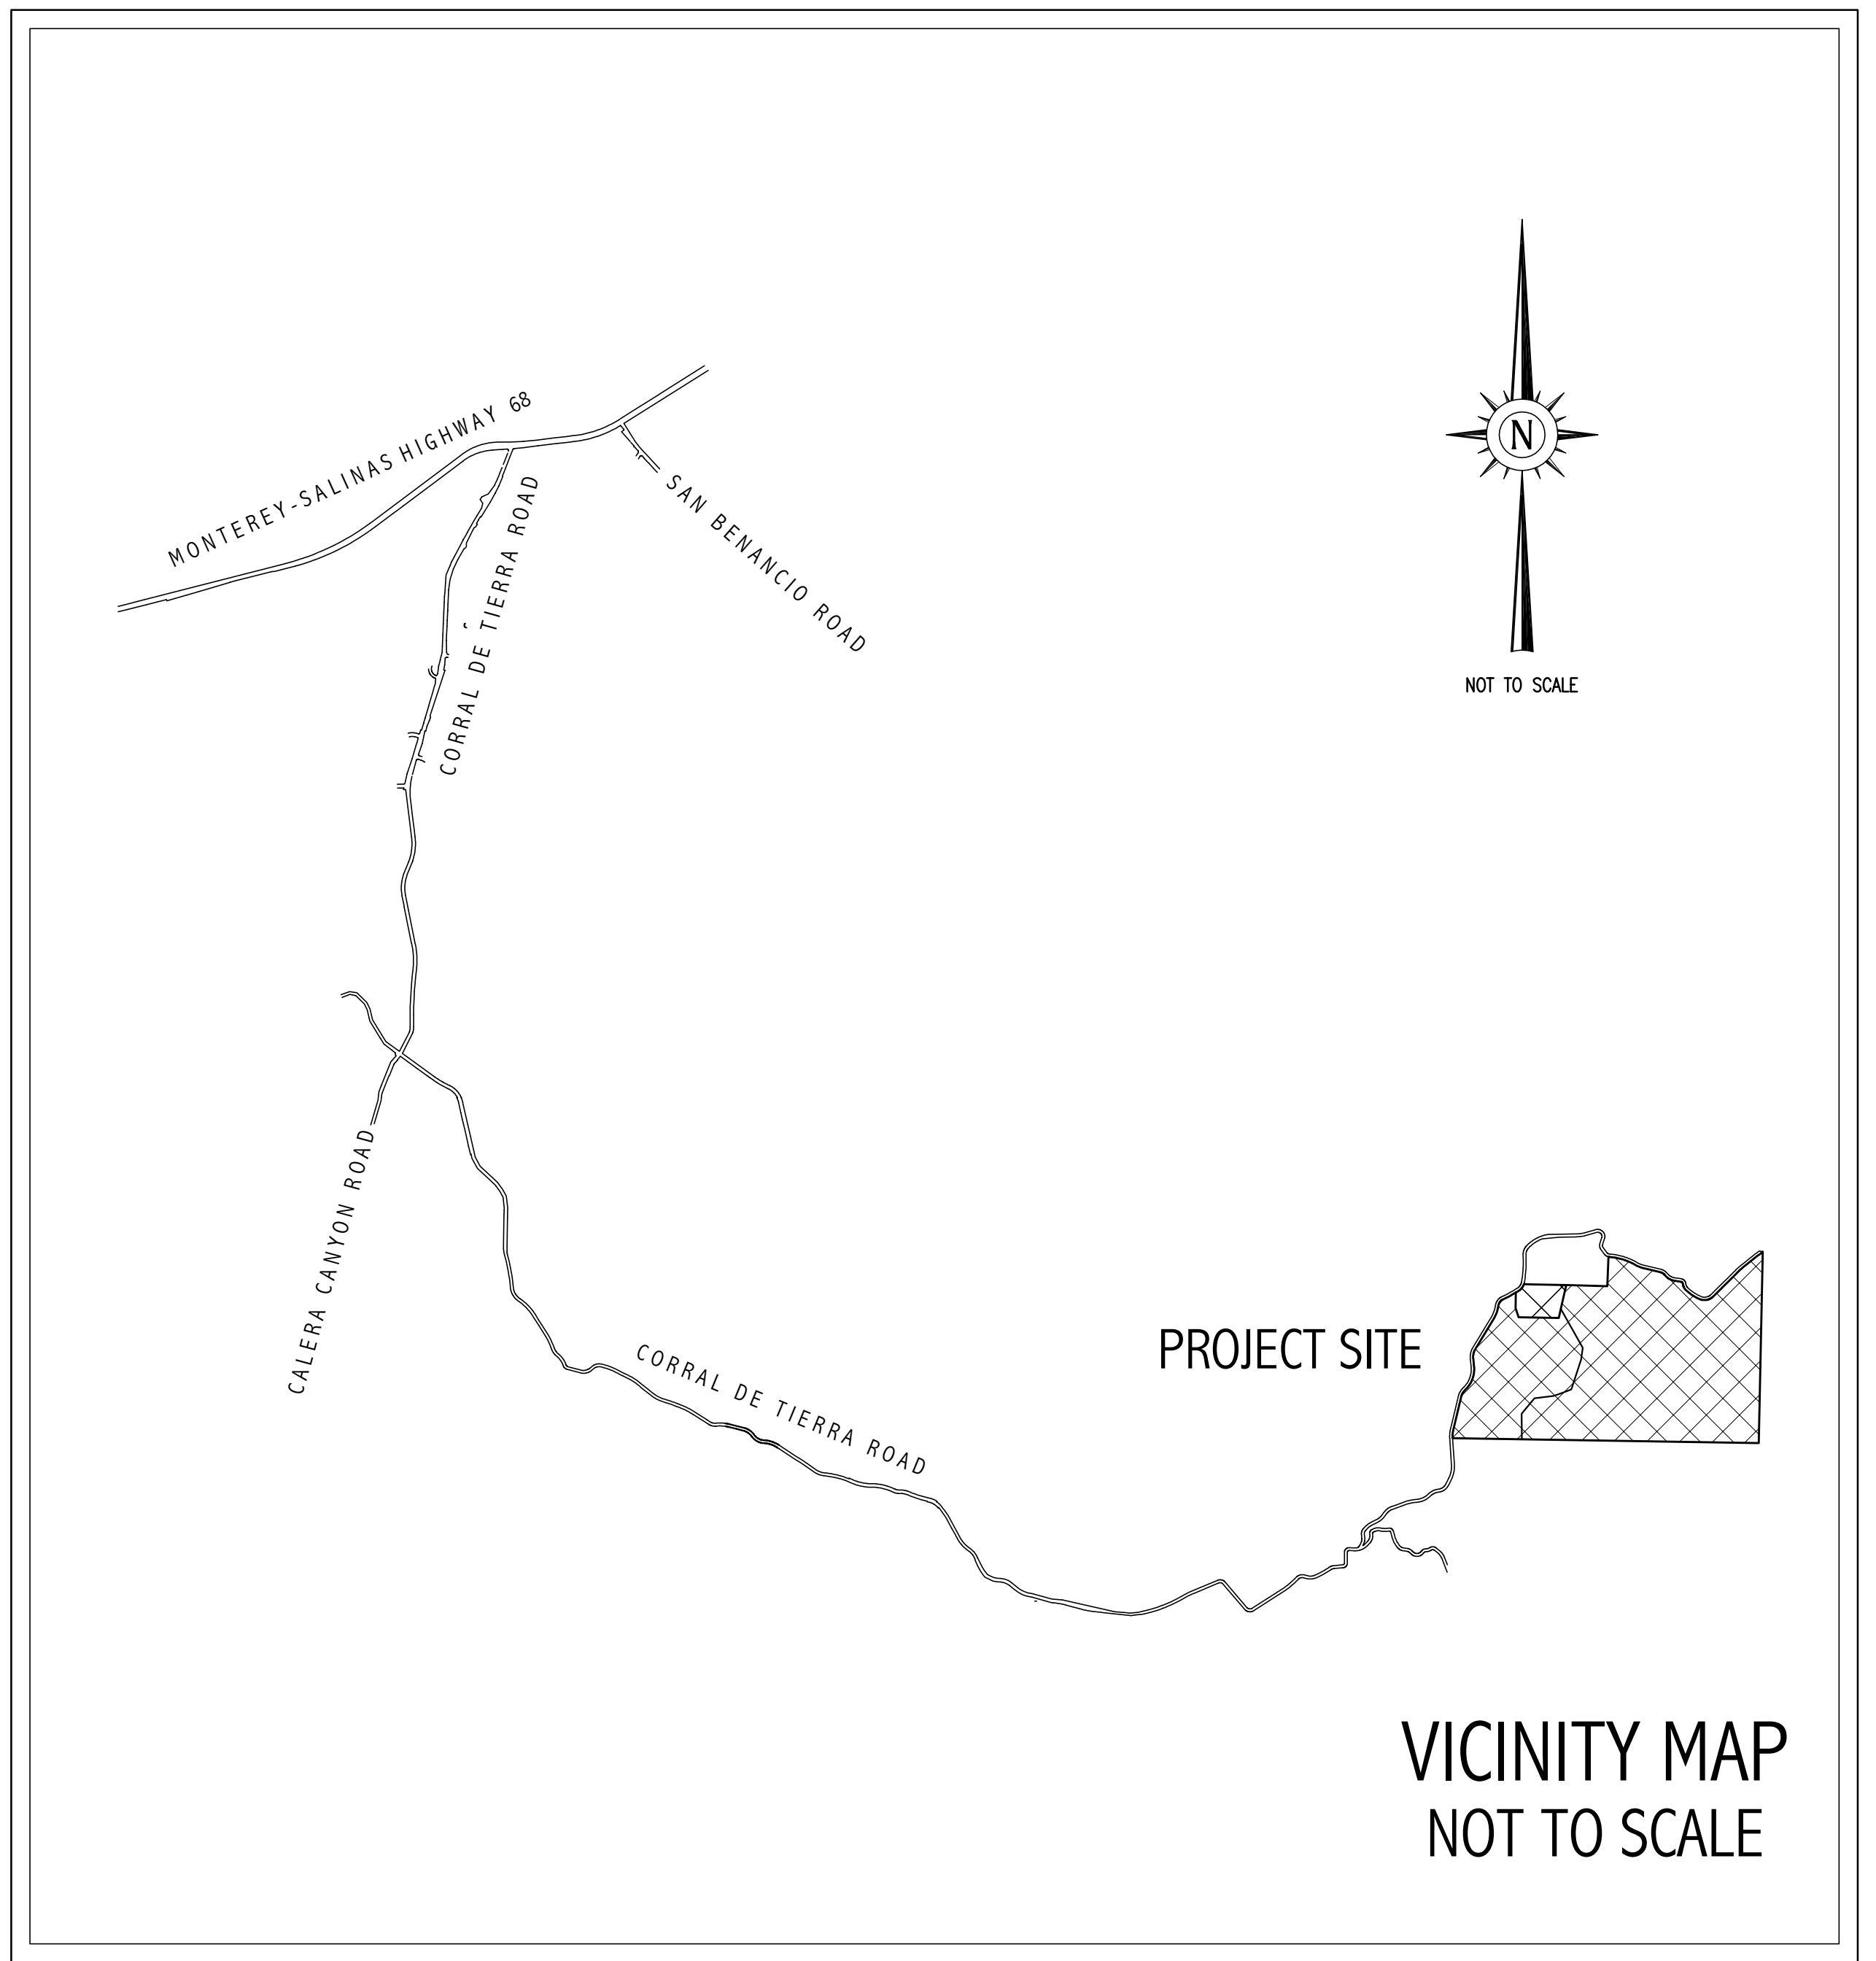 MONTEREY-SALINAS HIGHWAY 68
N
CORRAL DE TIERRA ROAD
SAN BENANCIO ROAD
NOT TO SCALE
CALERA CANYON ROAD
PROJECT SITE
CORRAL DE TIERRA ROAD
VICINITY MAP
NOT TO SCALE